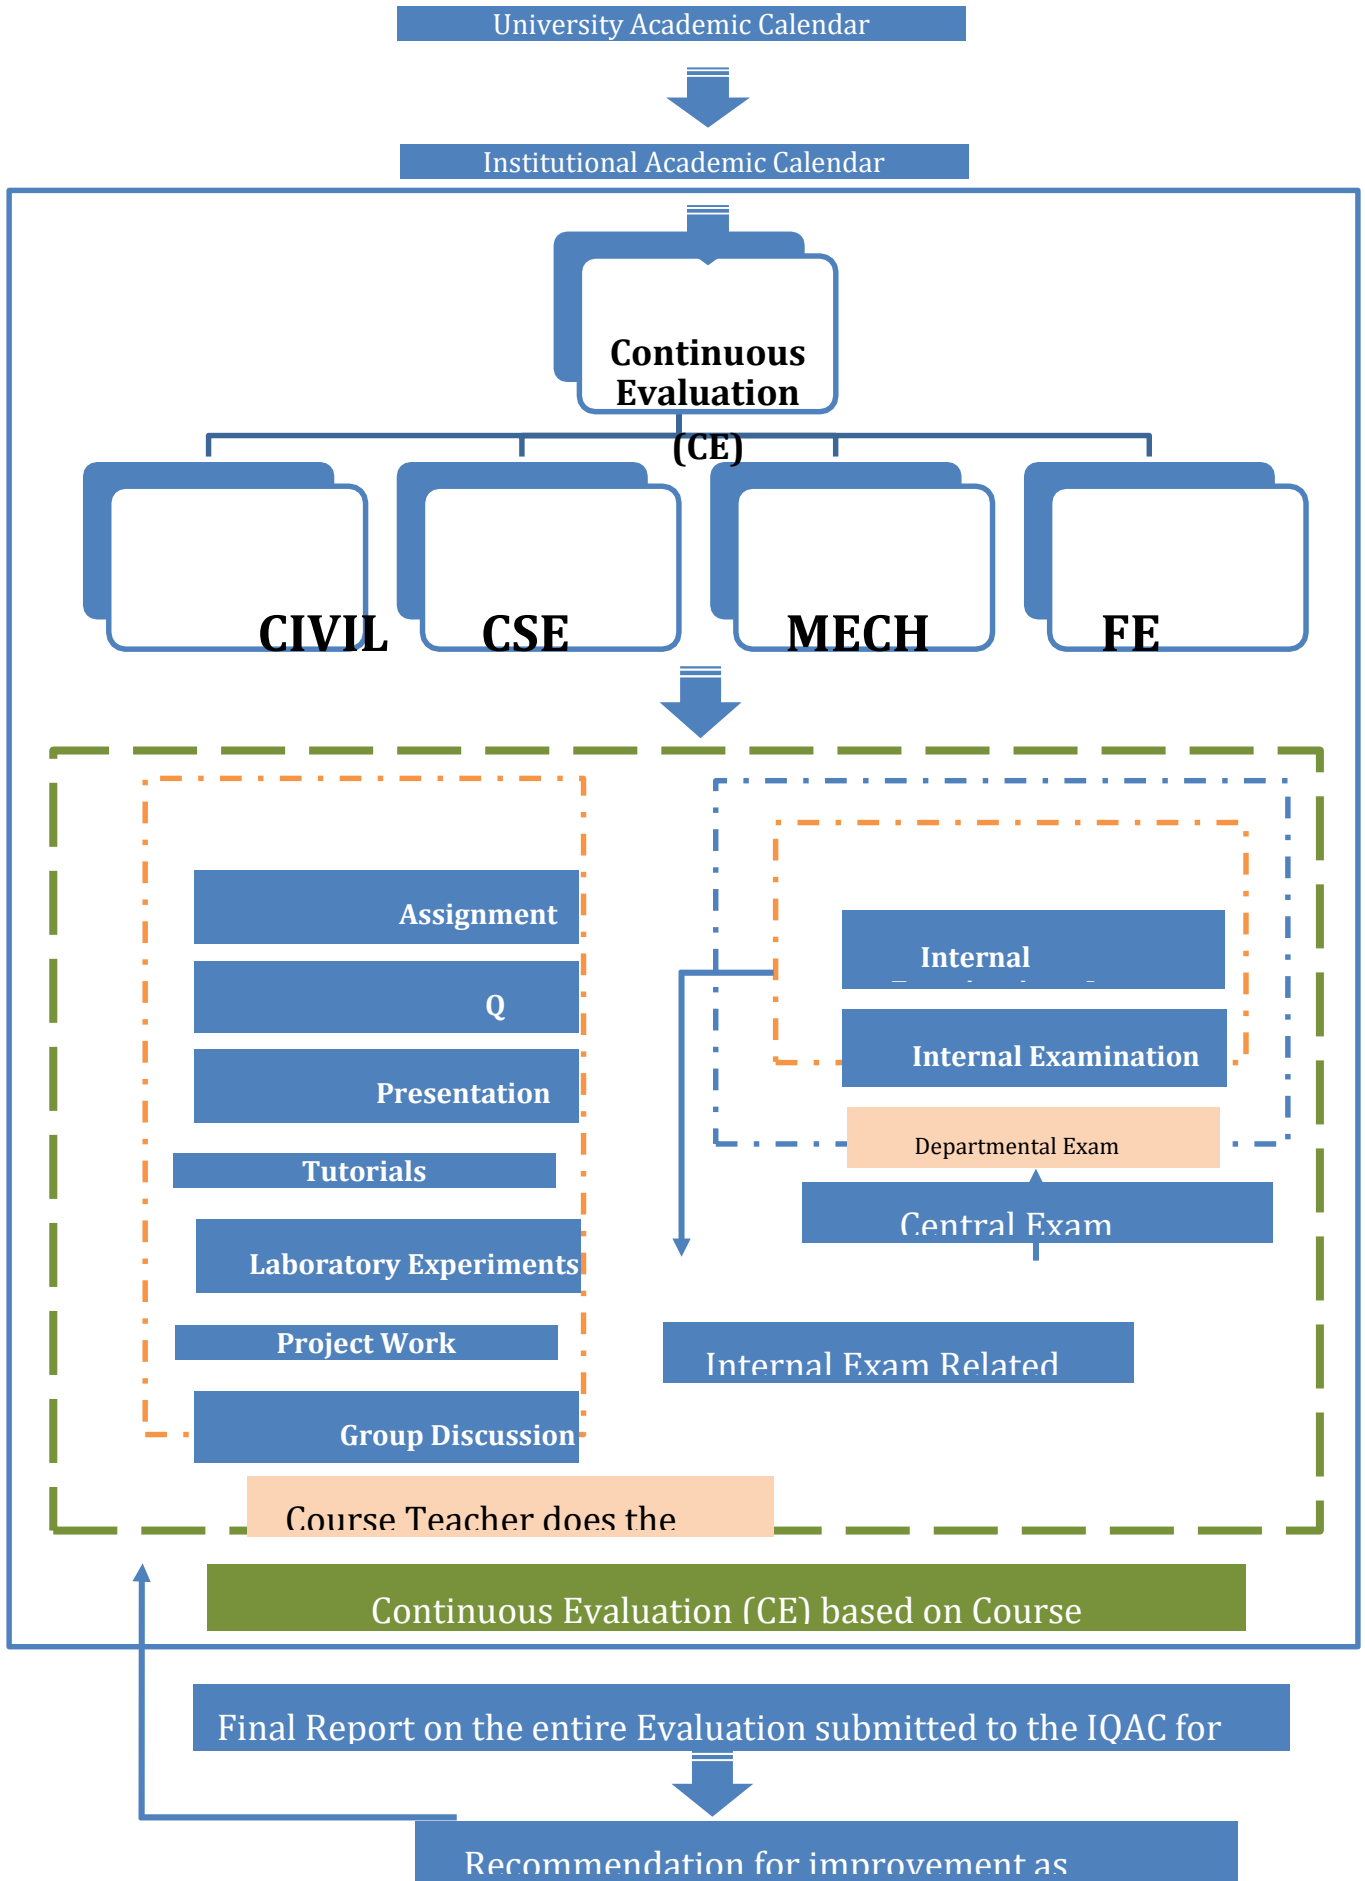 University Academic Calendar
Institutional Academic Calendar
Continuous
Evaluation
(CE)
CIVIL
CSE
MECH
FE
Assignment
Q
Presentation
Tutorials
Laboratory Experiments
Project Work
Group Discussion
Course Teacher does the
Internal
Internal Examination
Departmental Exam
Central Exam
Internal Exam Related
Continuous Evaluation (CE) based on Course
Final Report on the entire Evaluation submitted to the IQAC for
Recommendation for improvement as